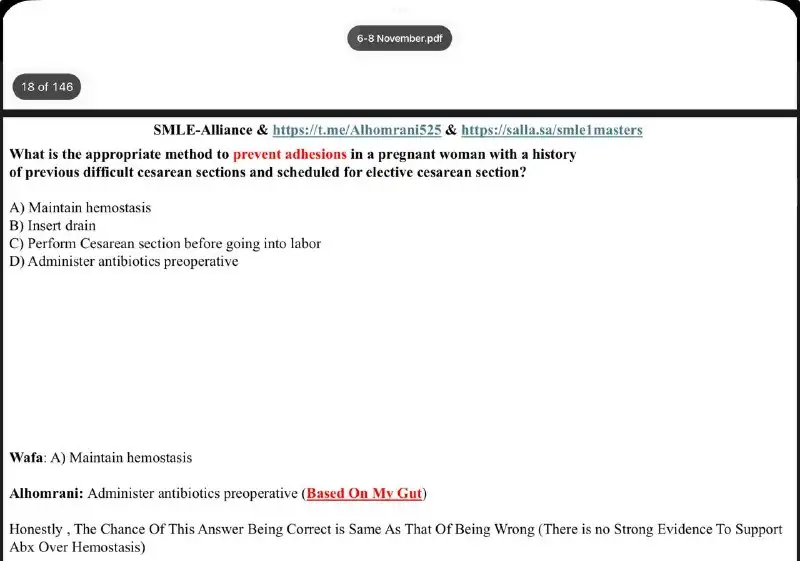 6-8 November.pdf
18 of 146
SMLE-Alliance & https://t.me/Alhomrani525 & https://salla.sa/smle1masters
What is the appropriate method to prevent adhesions in a pregnant woman with a history
of previous difficult cesarean sections and scheduled for elective cesarean section?
A) Maintain hemostasis
B) Insert drain
C) Perform Cesarean section before going into labor
D) Administer antibiotics preoperative
Wafa: A) Maintain hemostasis
Alhomrani: Administer antibiotics preoperative (Based On My Gut)
Honestly , The Chance Of This Answer Being Correct is Same As That Of Being Wrong (There is no Strong Evidence To Support
Abx Over Hemostasis)